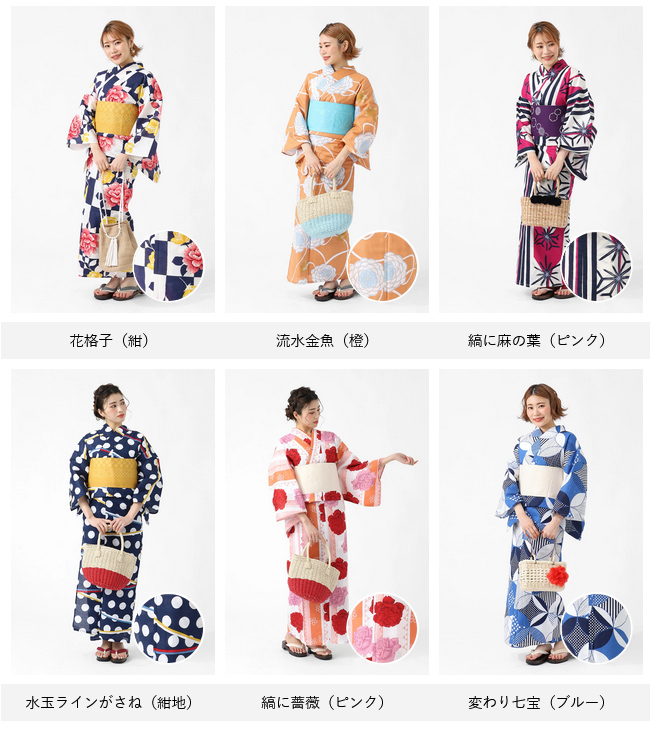 花格子（紺）
流水金魚（橙）
縞に麻の葉（ピンク）
水玉ラインがさね（紺地）
縞に薔薇（ピンク）
変わり七宝（ブルー）